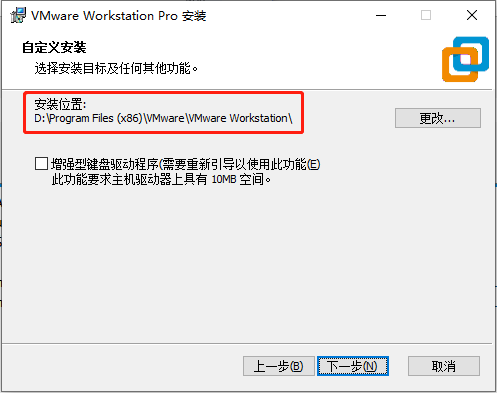 VMware Workstation Pro 安装
自定义安装
选择安装目标及任何其他功能。
安装位置:
D:\Program Files (x86)\VMware\VMware Workstation\
更改...
增强型键盘驱动程序(需要重新引导以使用此功能(E)
此功能要求主机驱动器上具有 10MB 空间。
上一步(B)
下一步(N)
取消